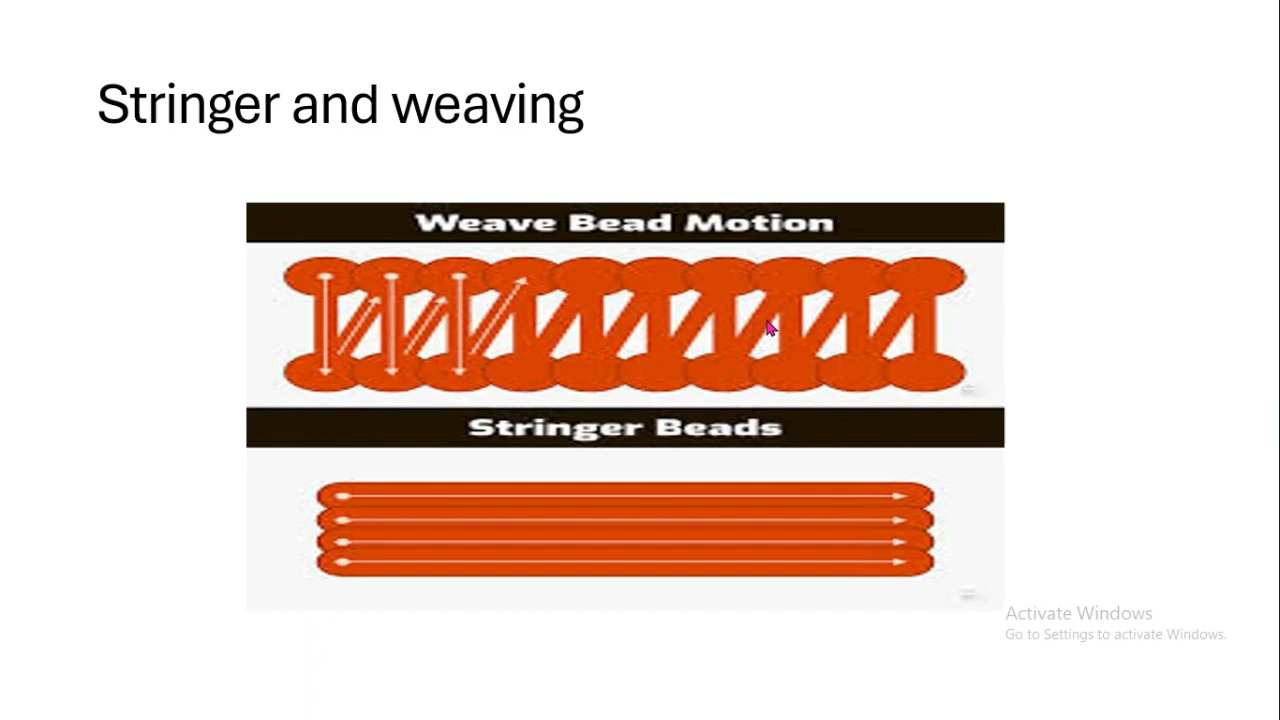 Stringer and weaving
Weave Bead Motion
Stringer Beads
Activate Windows
Go to Settings to activate Windows.